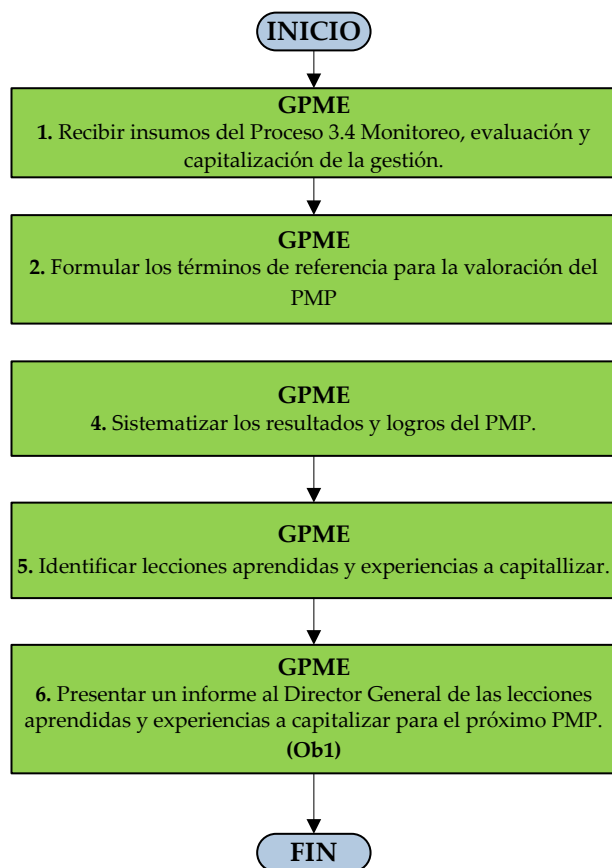 INICIO
GPME
1. Recibir insumos del Proceso 3.4 Monitoreo, evaluación y
capitalización de la gestión.
GPME
2. Formular los términos de referencia para la valoración del
PMP
GPME
4. Sistematizar los resultados y logros del PMP.
GPME
5. Identificar lecciones aprendidas y experiencias a capitallizar.
GPME
6. Presentar un informe al Director General de las lecciones
aprendidas y experiencias a capitalizar para el próximo PMP.
(Ob1)
FIN